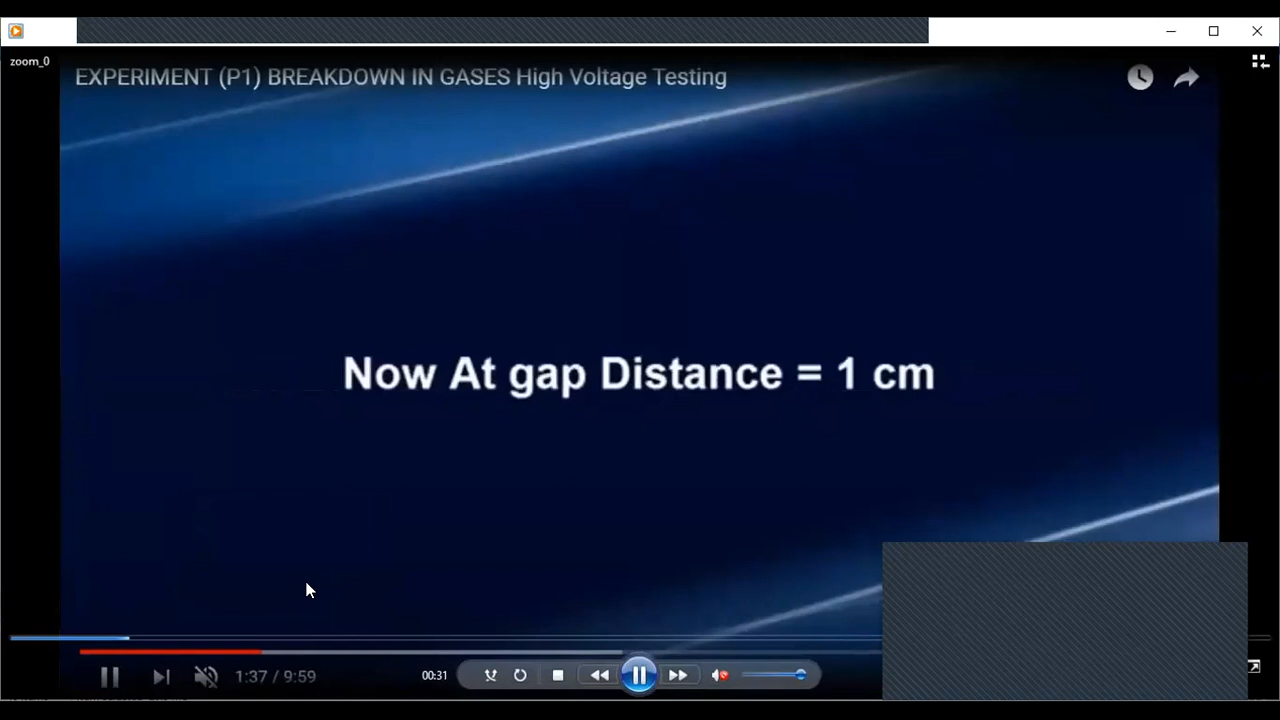 zoom_0
EXPERIMENT (P1) BREAKDOWN IN GASES High Voltage Testing
Now At gap Distance = 1 cm
1:37 / 9:59
00:31